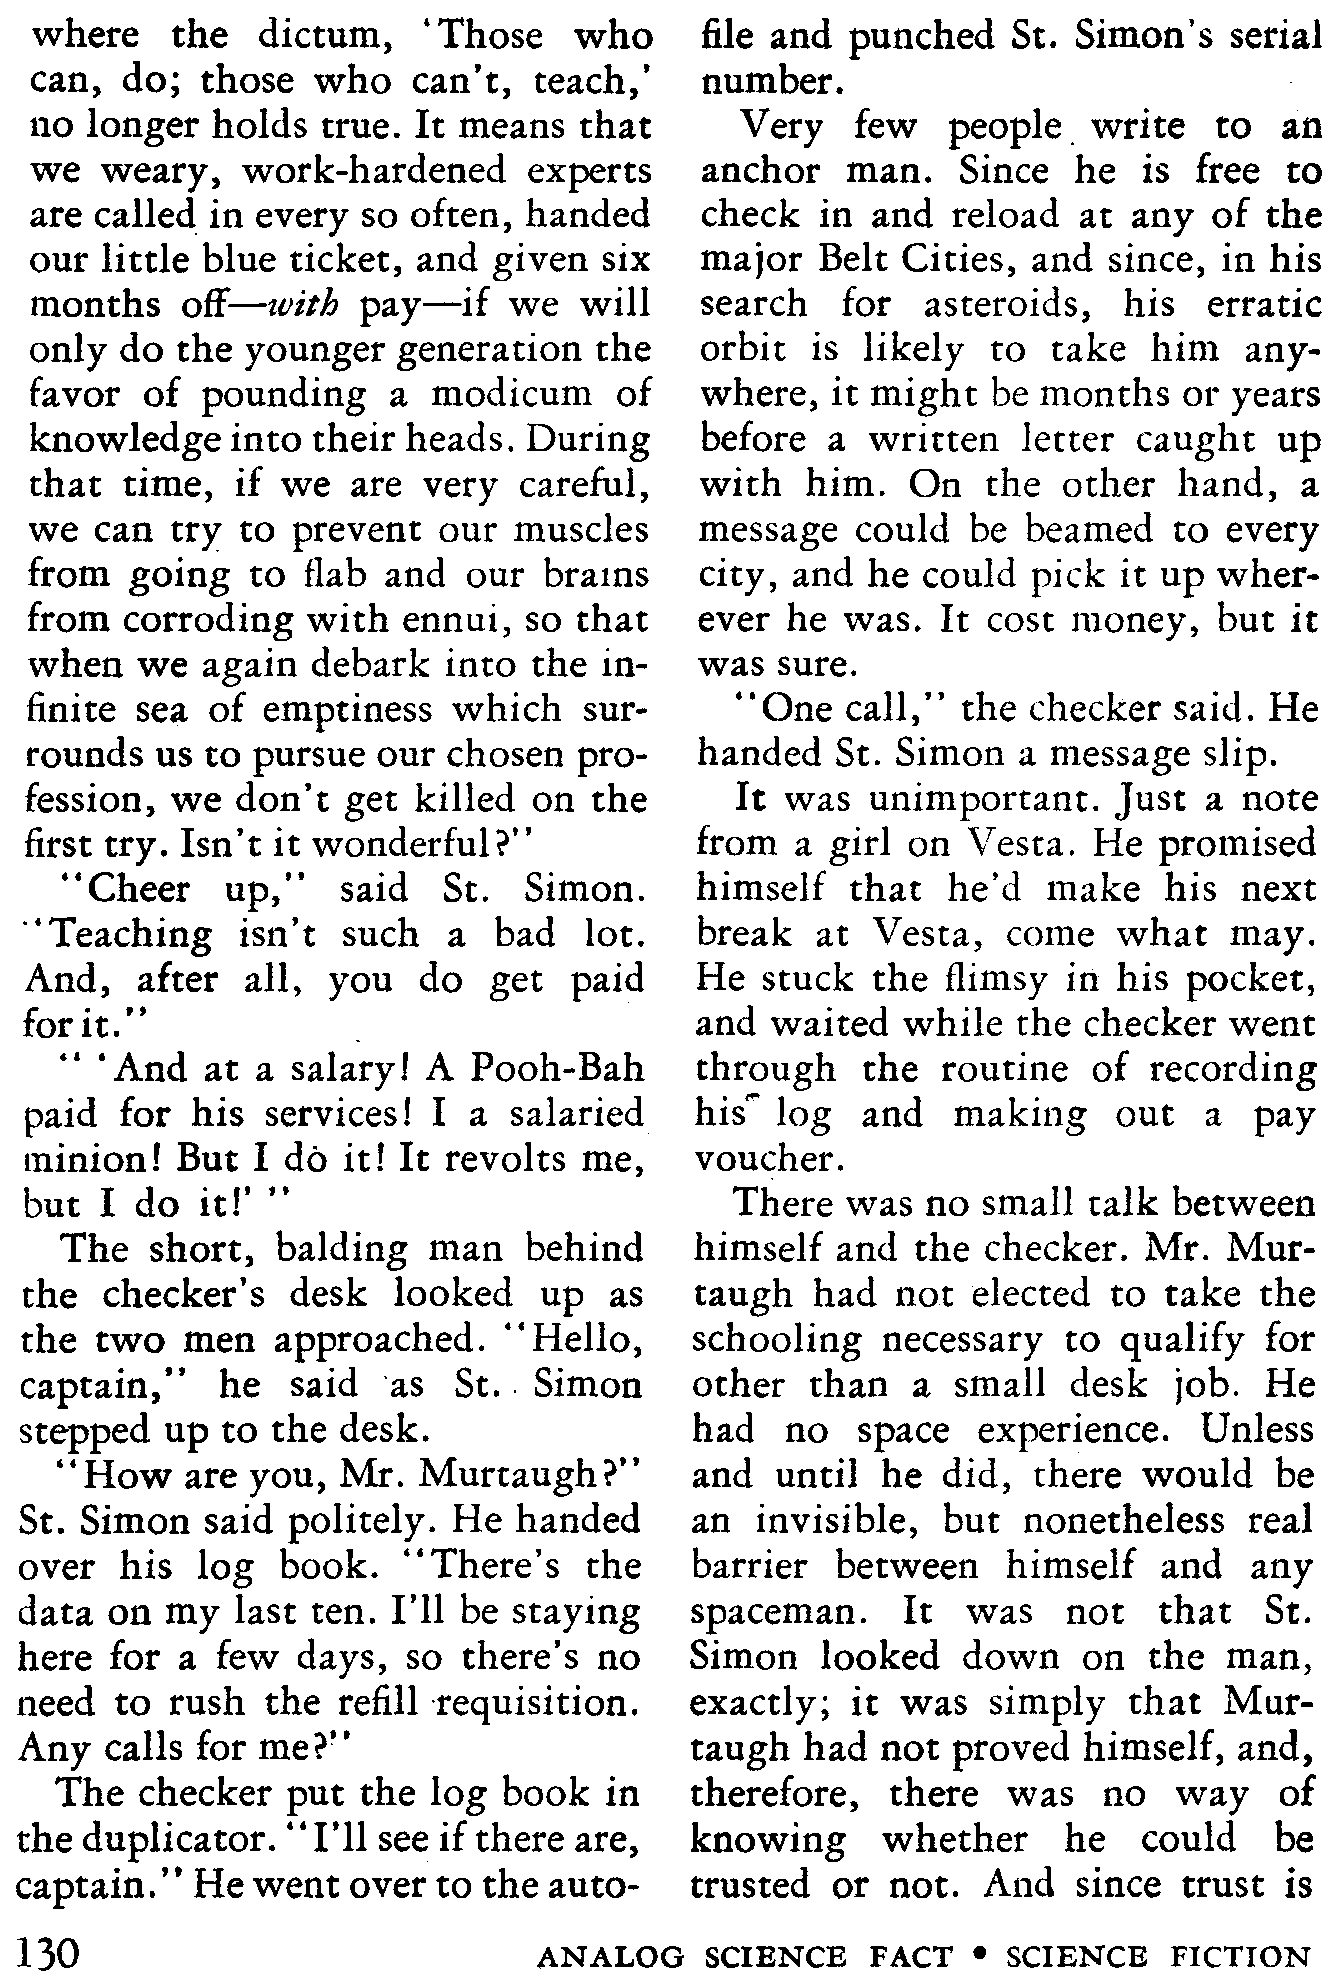 where the dictum, 'Those who
can, do; those who can't, teach,'
no longer holds true. It means that
we weary, work-hardened experts
are called in every so often, handed
our little blue ticket, and given six
months off—with pay—if we will
only do the younger generation the
favor of pounding a modicum of
knowledge into their heads. During
that time, if we are very careful,
we can try to prevent our muscles
from going to flab and our brains
from corroding with ennui, so that
when we again debark into the in-
finite sea of emptiness which sur-
rounds us to pursue our chosen pro-
fession, we don't get killed on the
first try. Isn't it wonderful?"
"Cheer up," said St. Simon.
"Teaching isn't such a bad lot.
And, after all, you do get paid
for it."
" 'And at a salary! A Pooh-Bah
paid for his services! I a salaried
minion! But I do it! It revolts me,
but I do it!' "
The short, balding man behind
the checker's desk looked up as
the two men approached. "Hello,
captain," he said as St. Simon
stepped up to the desk.
"How are you, Mr. Murtaugh?"
St. Simon said politely. He handed
over his log book. "There's the
data on my last ten. I'll be staying
here for a few days, so there's no
need to rush the refill requisition.
Any calls for me?"
The checker put the log book in
the duplicator. "I'll see if there are,
captain." He went over to the auto-
file and punched St. Simon's serial
number.
Very few people write to an
anchor man. Since he is free to
check in and reload at any of the
major Belt Cities, and since, in his
search for asteroids, his erratic
orbit is likely to take him any-
where, it might be months or years
before a written letter caught up
with him. On the other hand, a
message could be beamed to every
city, and he could pick it up wher-
ever he was. It cost money, but it
was sure.
"One call," the checker said. He
handed St. Simon a message slip.
It was unimportant. Just a note
from a girl on Vesta. He promised
himself that he'd make his next
break at Vesta, come what may.
He stuck the flimsy in his pocket,
and waited while the checker went
through the routine of recording
his log and making out a pay
voucher.
There was no small talk between
himself and the checker. Mr. Mur-
taugh had not elected to take the
schooling necessary to qualify for
other than a small desk job. He
had no space experience. Unless
and until he did, there would be
an invisible, but nonetheless real
barrier between himself and any
spaceman. It was not that St.
Simon looked down on the man,
exactly; it was simply that Mur-
taugh had not proved himself, and,
therefore, there was no way of
knowing whether he could be
trusted or not. And since trust is
130
ANALOG SCIENCE FACT • SCIENCE FICTION